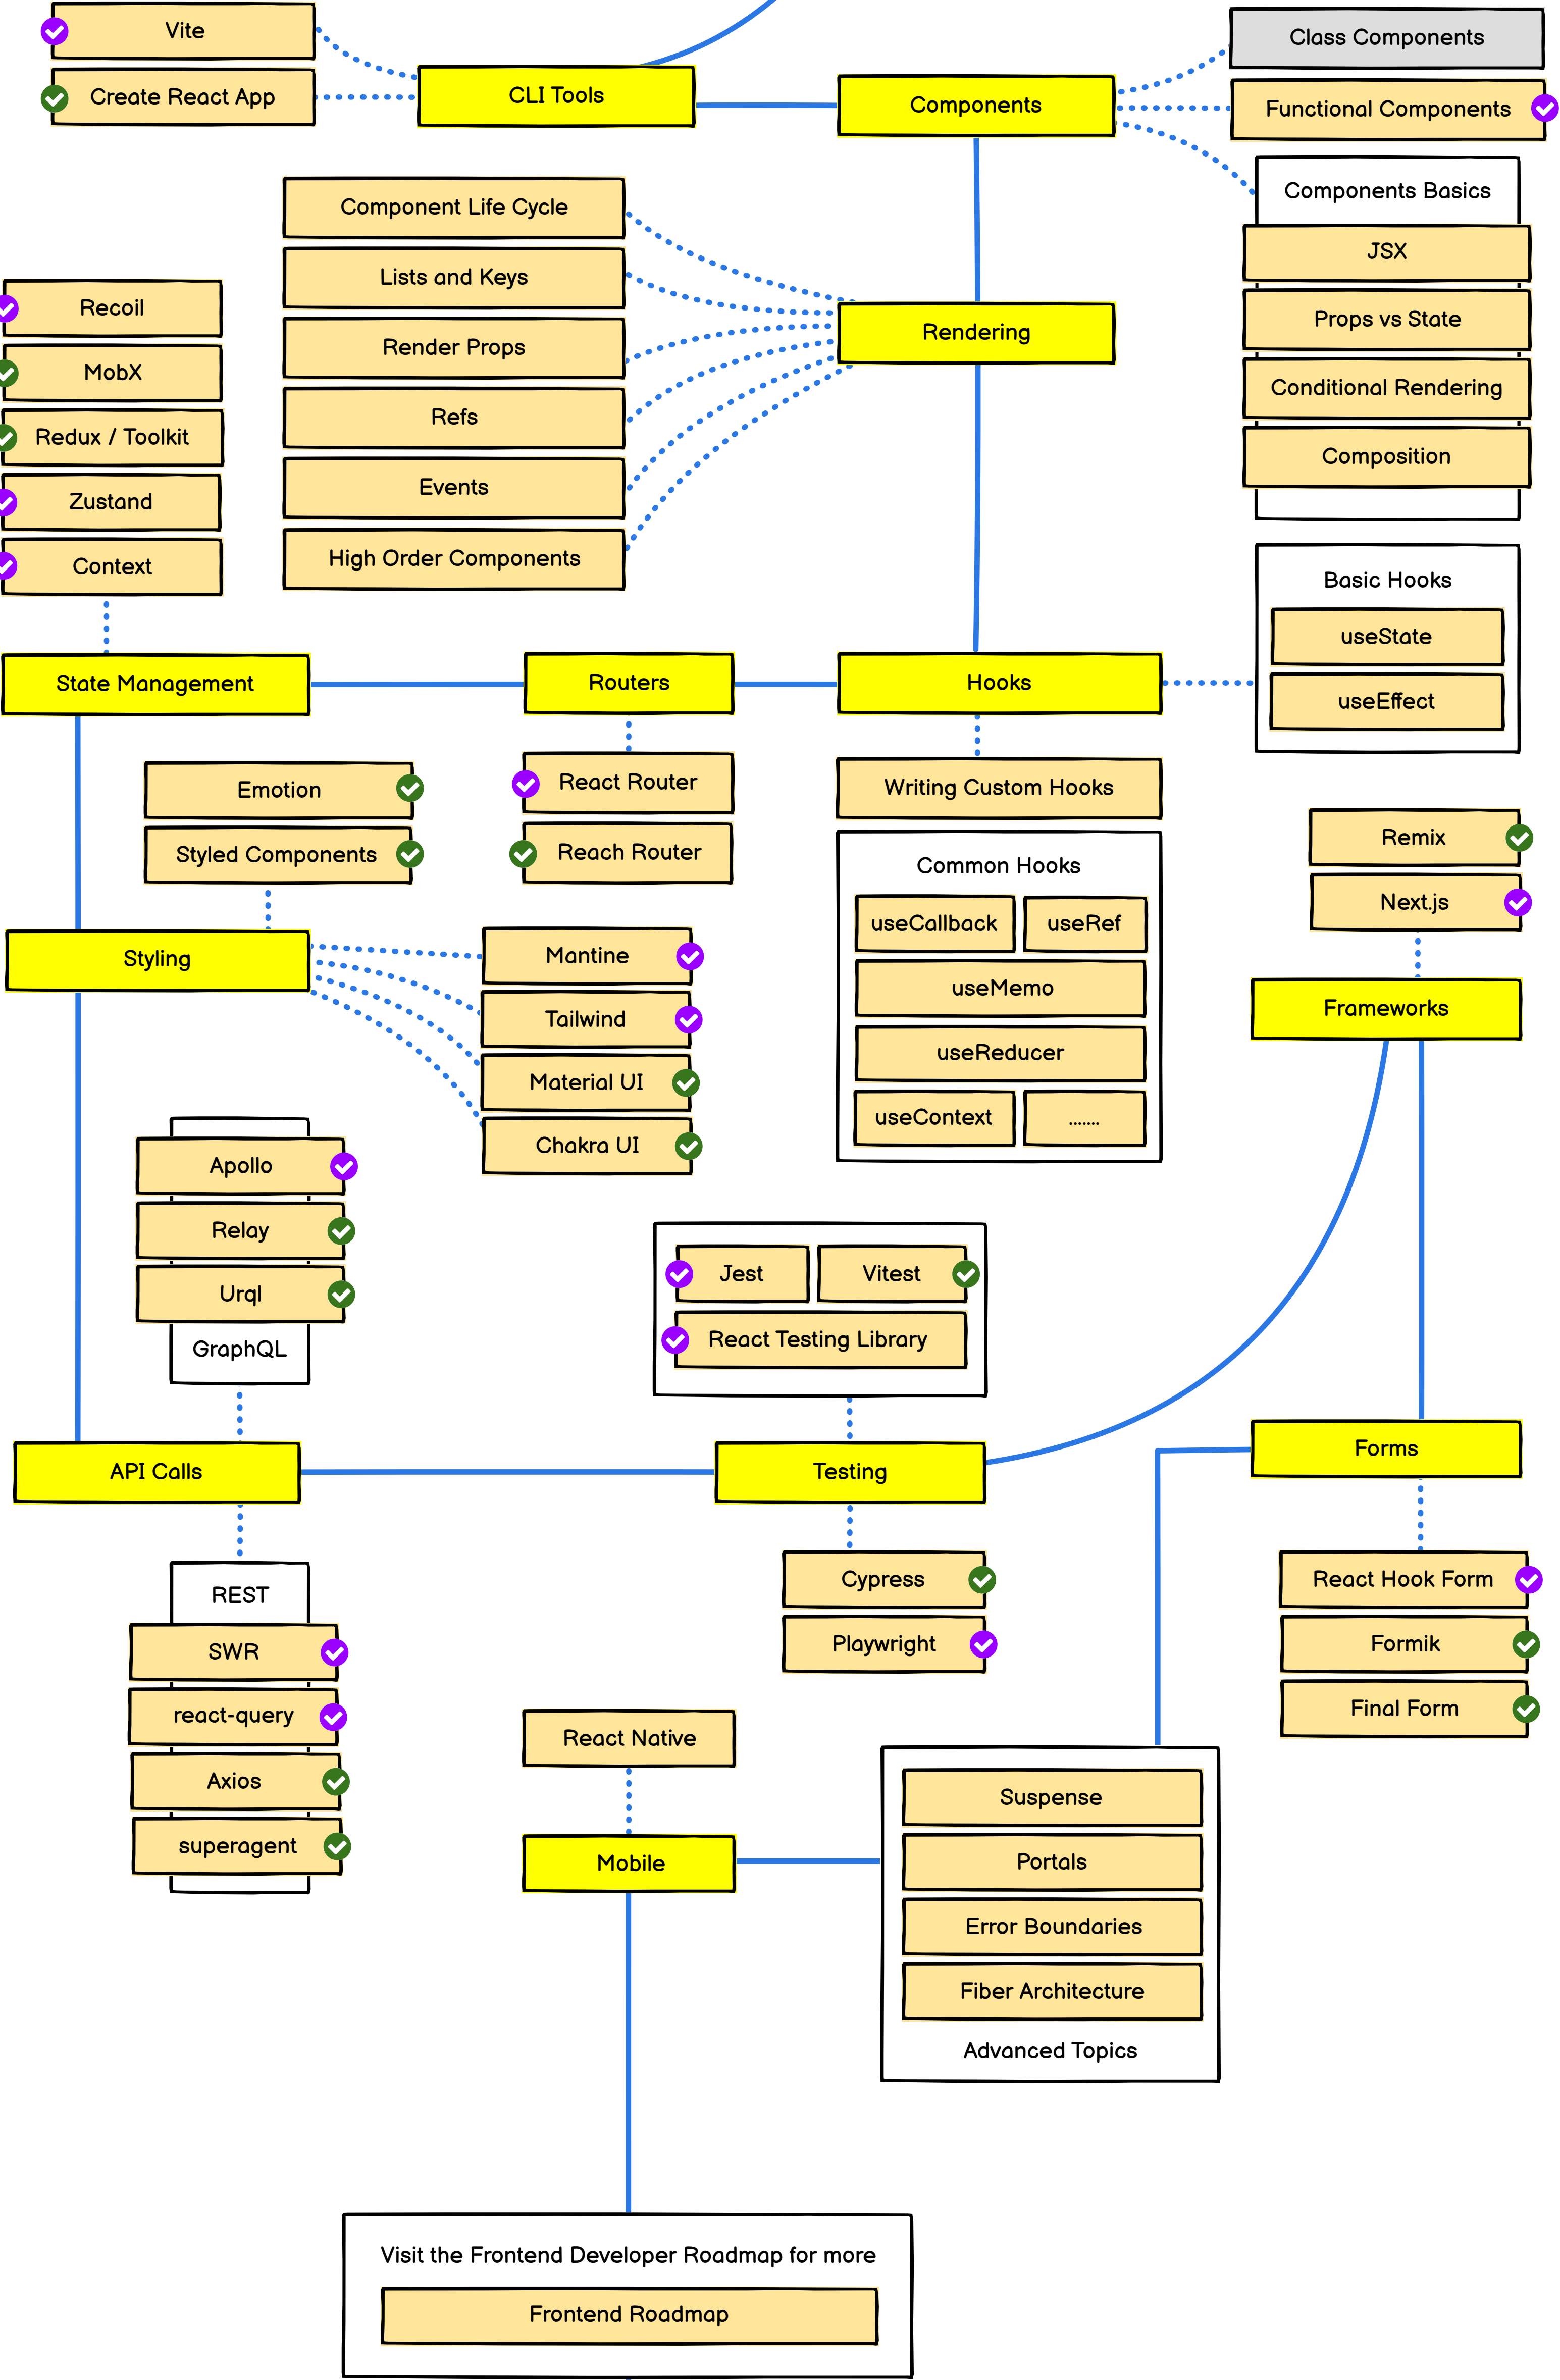 Vite
Create React App
CLI Tools
Components
Class Components
Functional Components
Components Basics
JSX
Props vs State
Conditional Rendering
Composition
Component Life Cycle
Lists and Keys
Render Props
Refs
Events
High Order Components
Rendering
Recoil
MobX
Redux / Toolkit
Zustand
Context
State Management
Routers
Hooks
Basic Hooks
useState
useEffect
React Router
Reach Router
Writing Custom Hooks
Common Hooks
useCallback
useRef
useMemo
useReducer
useContext
.......
Emotion
Styled Components
Styling
Mantine
Tailwind
Material UI
Chakra UI
Remix
Next.js
Frameworks
Apollo
Relay
Urql
GraphQL
Jest
Vitest
React Testing Library
API Calls
Testing
Forms
REST
SWR
react-query
Axios
superagent
Cypress
Playwright
React Hook Form
Formik
Final Form
React Native
Mobile
Suspense
Portals
Error Boundaries
Fiber Architecture
Advanced Topics
Visit the Frontend Developer Roadmap for more
Frontend Roadmap